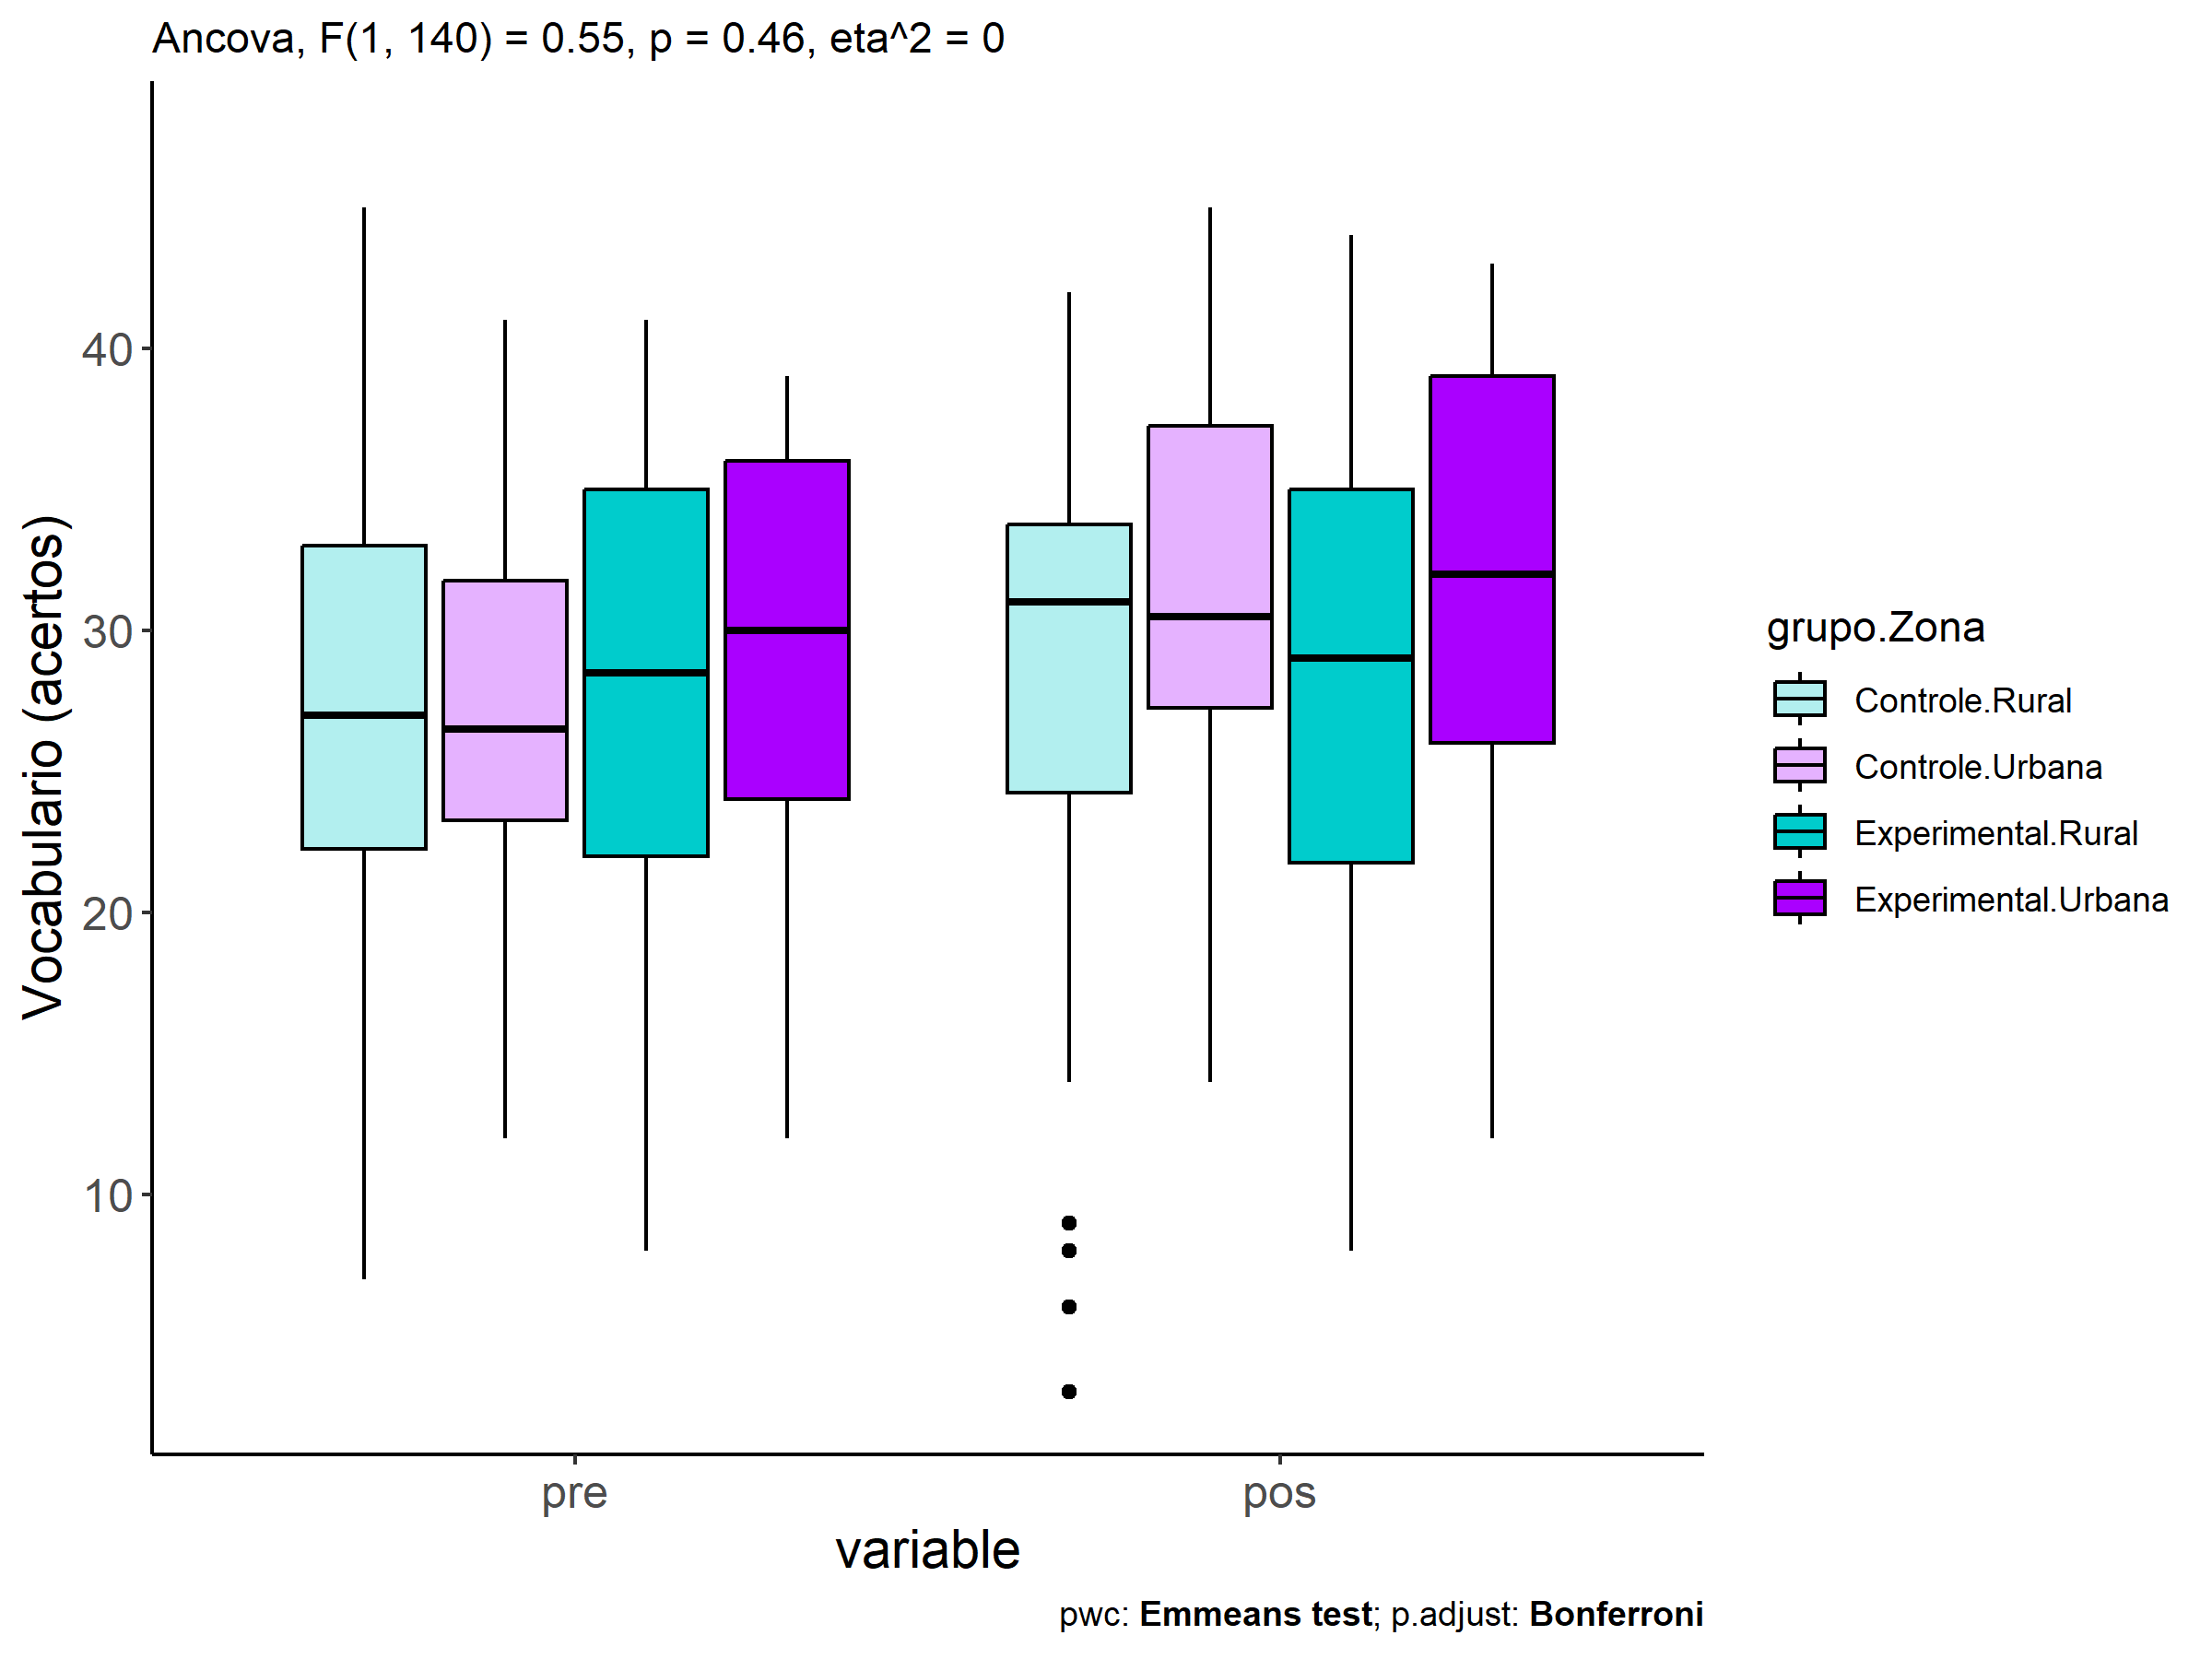 Ancova, F(1, 140) = 0.55, p = 0.46, eta^2 = 0
Vocabulario (acertos)
40
30
20
10
pre
pos
variable
grupo.Zona
Controle.Rural
Controle.Urbana
Experimental.Rural
Experimental.Urbana
pwc: Emmeans test; p.adjust: Bonferroni